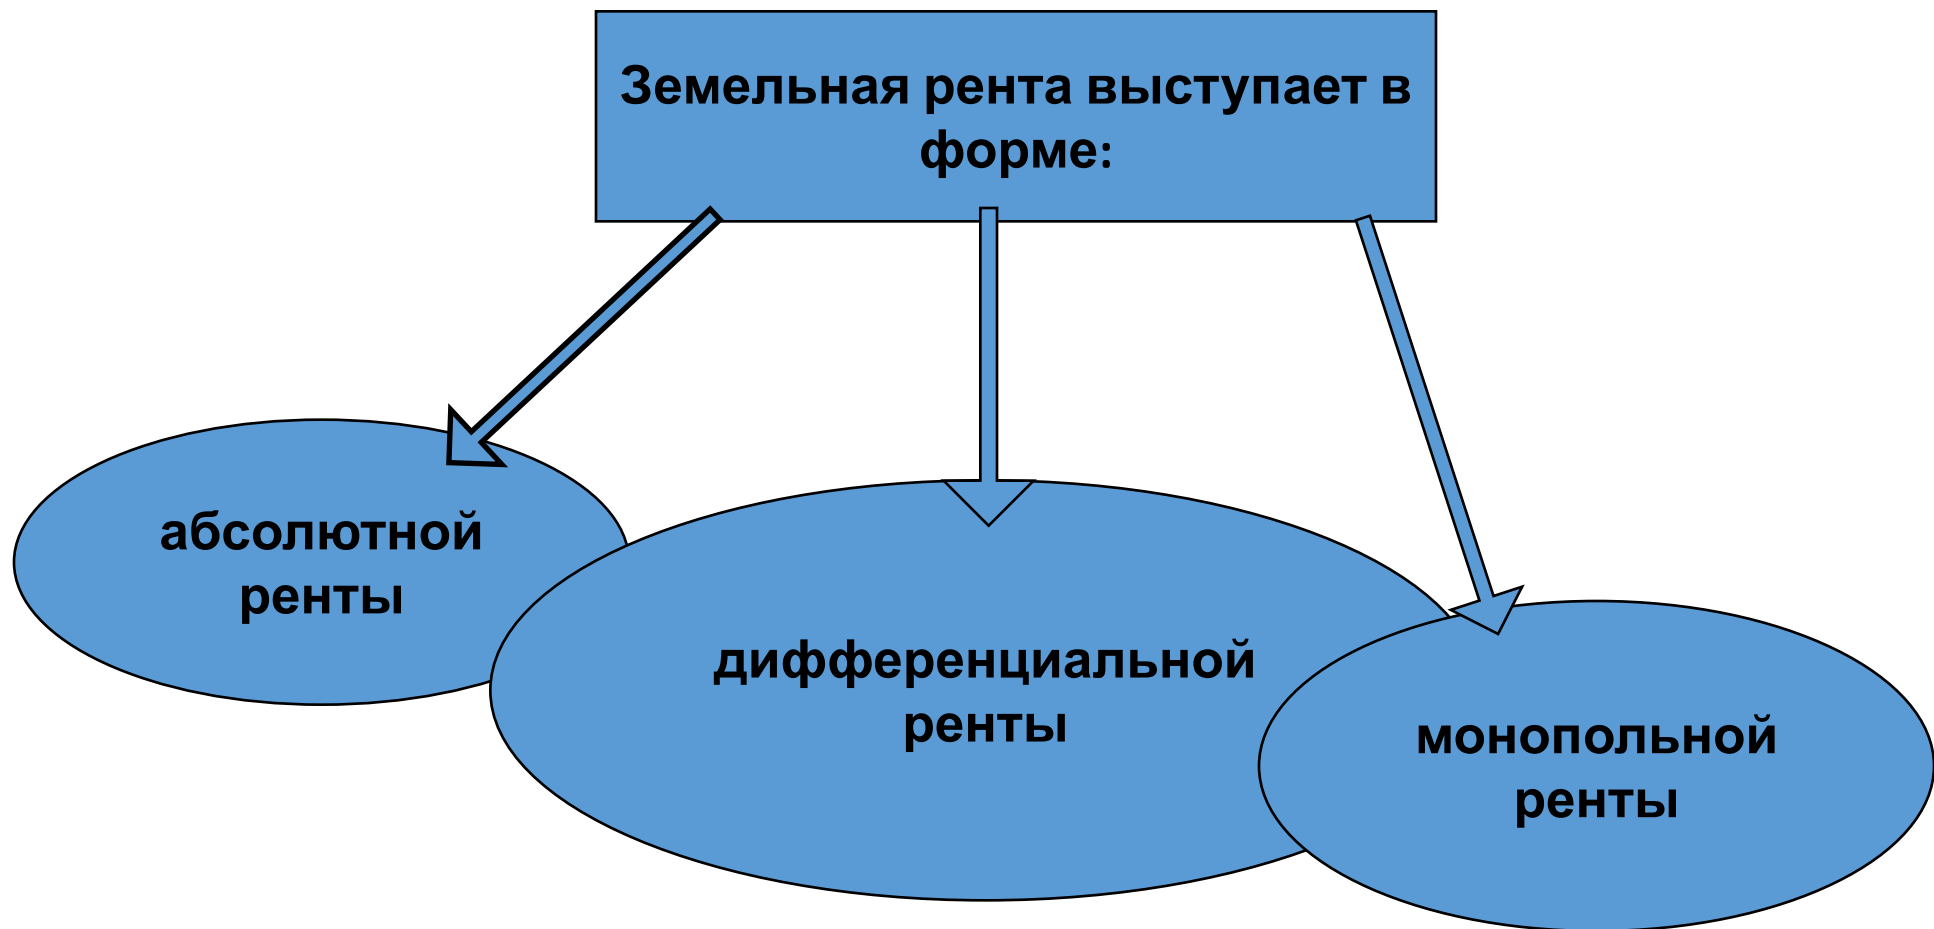 Земельная рента выступает в
форме:
абсолютной
ренты
дифференциальной
ренты
монопольной
ренты